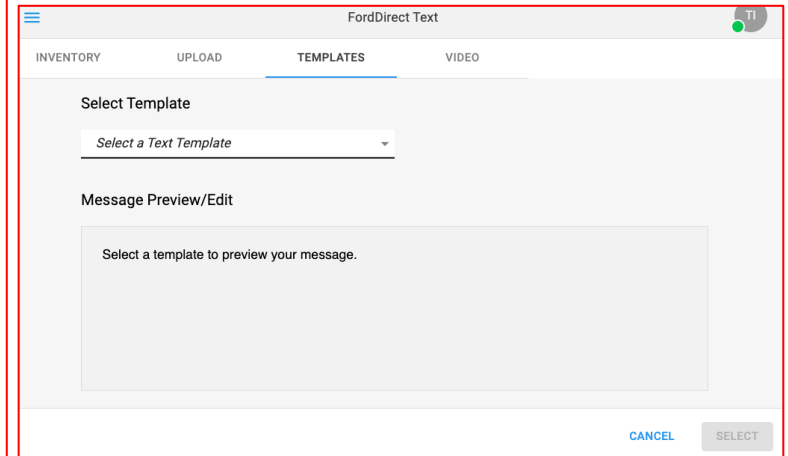 FordDirect Text
TI
INVENTORY UPLOAD TEMPLATES VIDEO
Select Template
Select a Text Template
Message Preview/Edit
Select a template to preview your message.
CANCEL SELECT